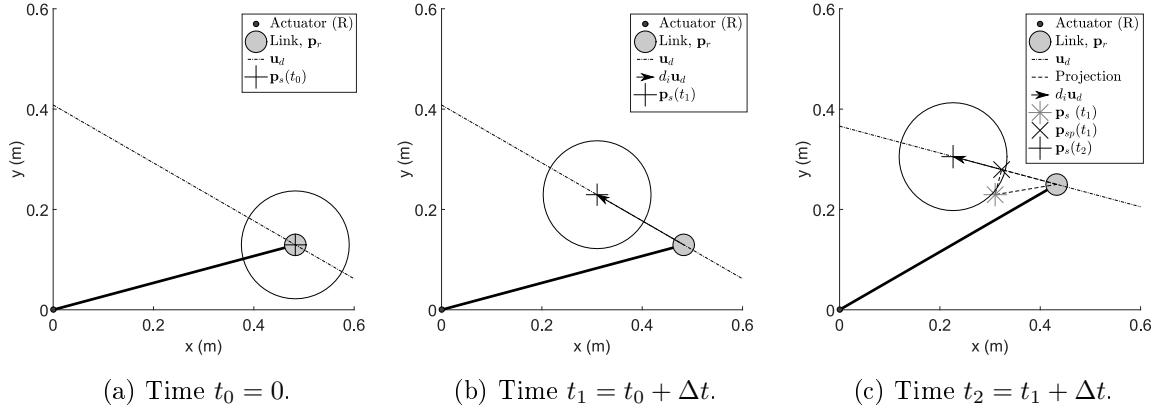 0.6
0.4
0.2
0
y (m)
0
0.2
0.4
0.6
x (m)
Actuator (R)
Link, p_r
u_d
p_s(t_0)
(a) Time t_0 = 0.
0.6
0.4
0.2
0
y (m)
0
0.2
0.4
0.6
x (m)
Actuator (R)
Link, p_r
u_d
d_i u_d
p_s(t_1)
(b) Time t_1 = t_0 + Δt.
0.6
0.4
0.2
0
y (m)
0
0.2
0.4
0.6
x (m)
Actuator (R)
Link, p_r
u_d
Projection
d_i u_d
p_s (t_1)
p_sp(t_1)
p_s(t_2)
(c) Time t_2 = t_1 + Δt.